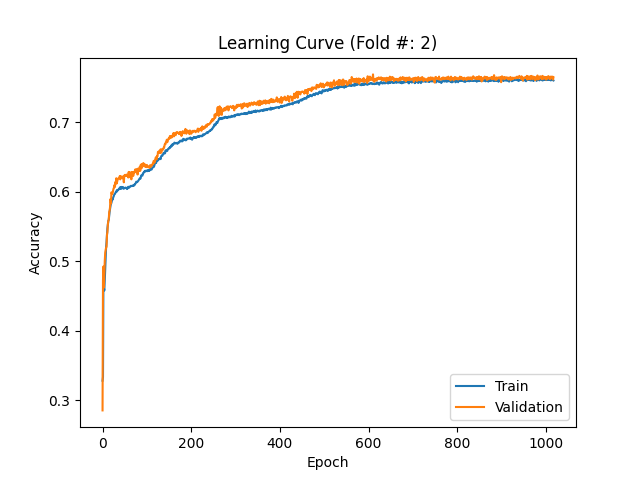 Learning Curve (Fold #: 2)
Accuracy
0.7
0.6
0.5
0.4
0.3
Train
Validation
0
200
400
600
800
1000
Epoch